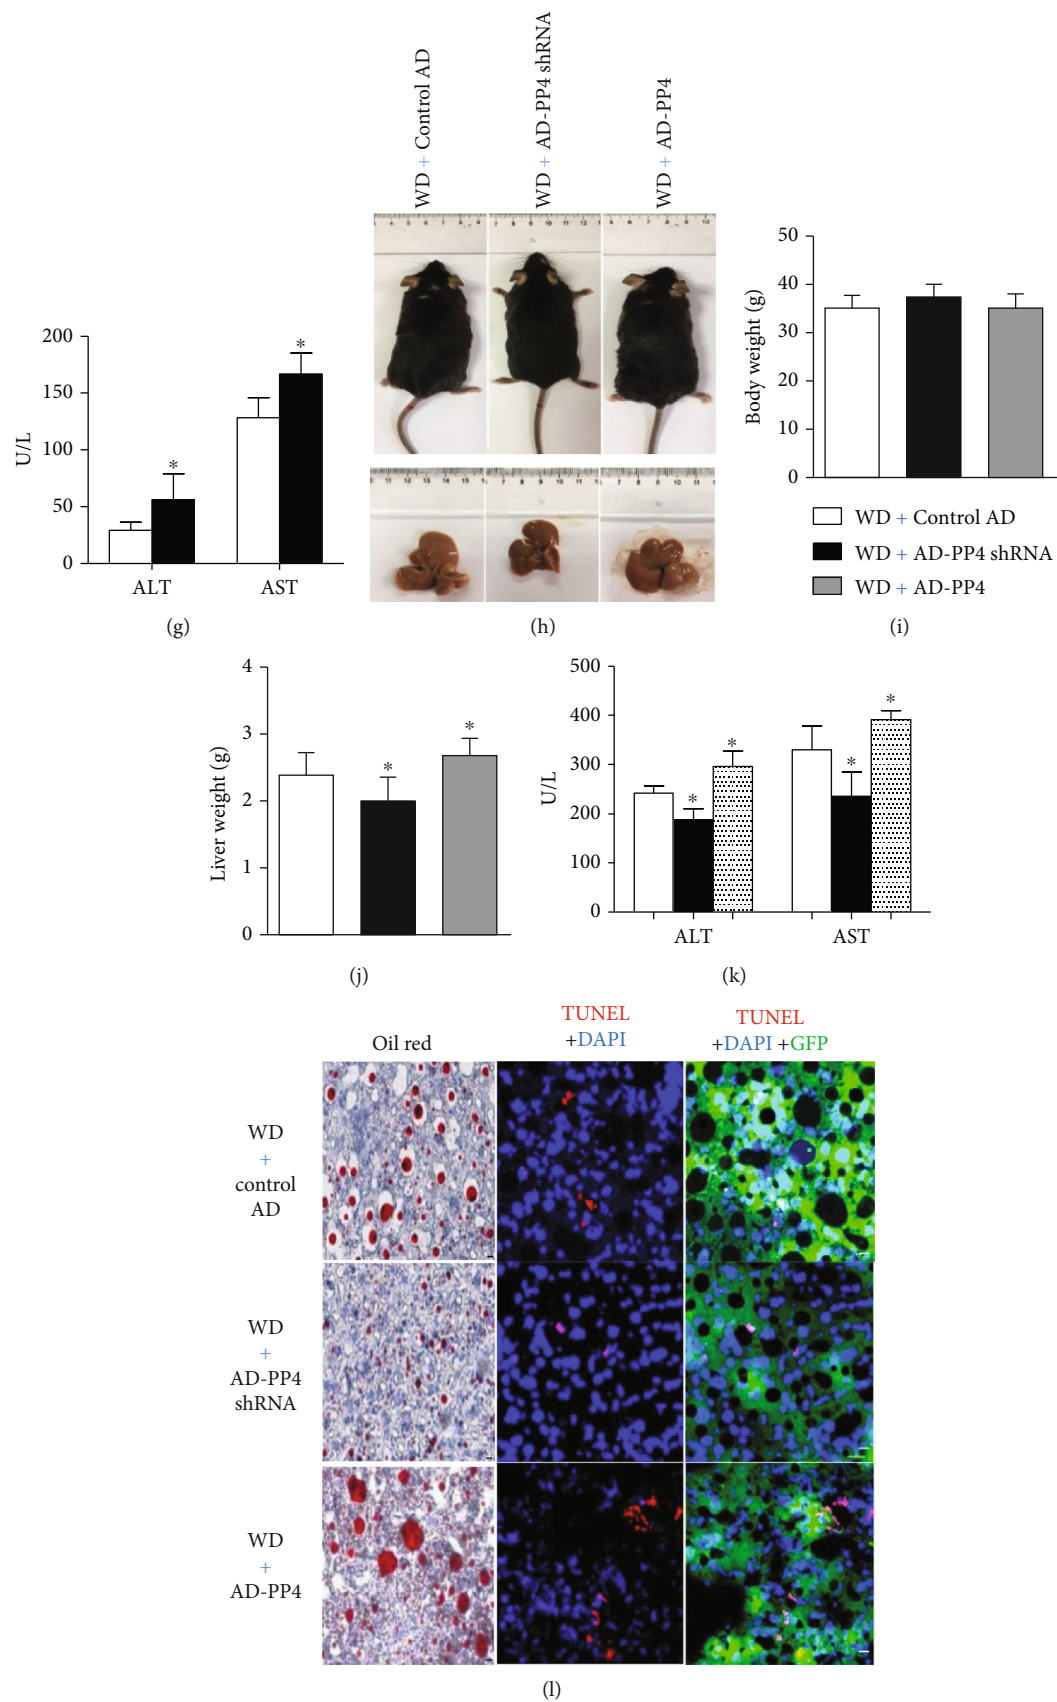 WD + Control AD
WD + AD-PP4 shRNA
WD + AD-PP4
200
150
100
50
0
U/L
*
*
ALT
AST
(g)
(h)
50
40
30
20
10
0
Body weight (g)
WD + Control AD
WD + AD-PP4 shRNA
WD + AD-PP4
(i)
4
3
2
1
0
Liver weight (g)
*
*
(j)
500
400
300
200
100
0
U/L
*
*
*
*
ALT
AST
(k)
Oil red
TUNEL
+DAPI
TUNEL
+DAPI +GFP
WD
+
control
AD
WD
+
AD-PP4
shRNA
WD
+
AD-PP4
(l)